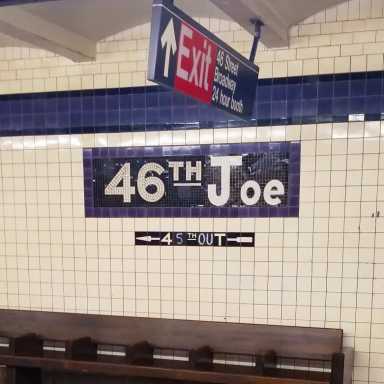 ↑ Exit
46 Street
Broadway
24 hour booth
46TH Joe
45TH OUT